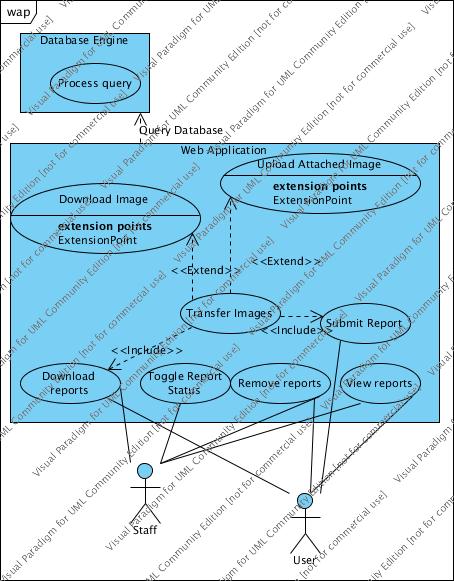 wap
Database Engine
Process query
Query Database
Web Application
Upload Attached Image
extension points
ExtensionPoint
Download Image
extension points
ExtensionPoint
<<Extend>>
<<Extend>>
Transfer Images
<<Include>>
Submit Report
<<Include>>
Download
reports
Toggle Report
Status
Remove reports
View reports
Staff
User
Visual Paradigm for UML Community Edition [not for commercial use]